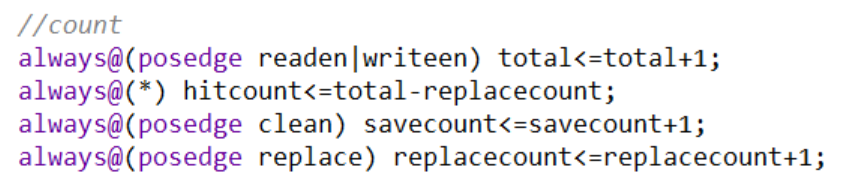 //count
always@(posedge readen|writeen) total<=total+1;
always@(*) hitcount<=total-replacecount;
always@(posedge clean) savecount<=savecount+1;
always@(posedge replace) replacecount<=replacecount+1;